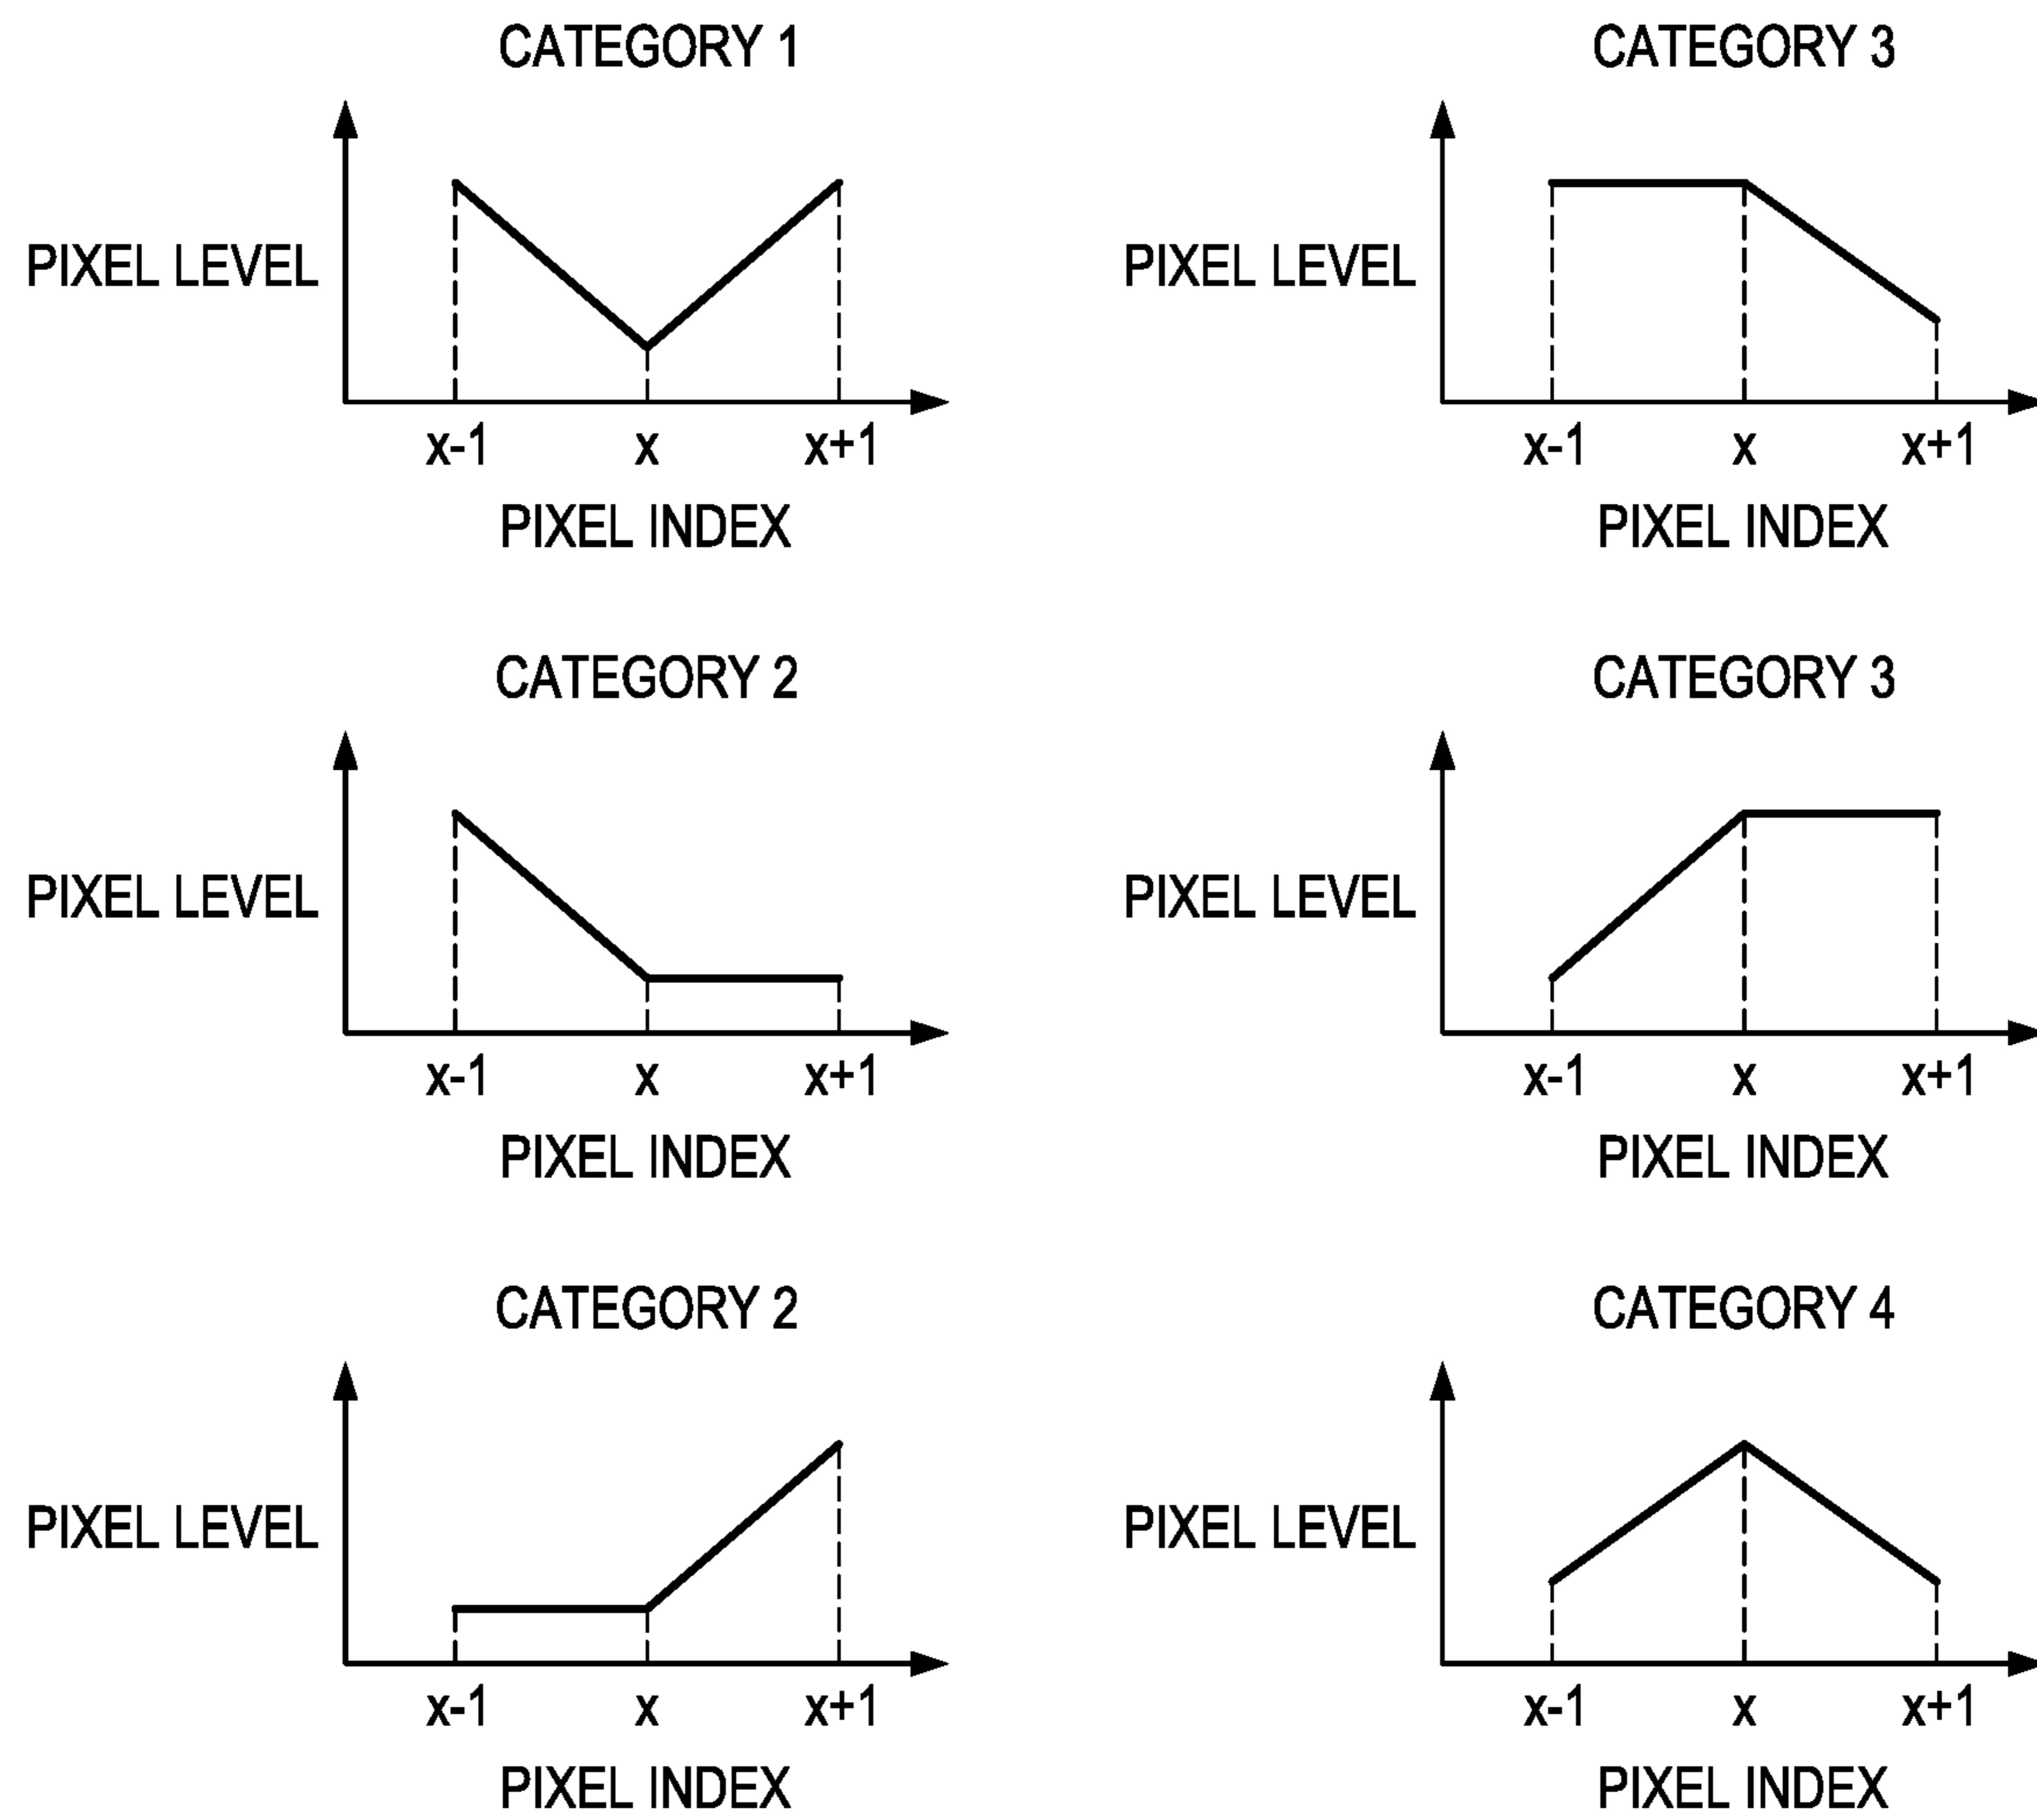 CATEGORY 1
PIXEL LEVEL
x-1 x x+1
PIXEL INDEX
CATEGORY 3
PIXEL LEVEL
x-1 x x+1
PIXEL INDEX
CATEGORY 2
PIXEL LEVEL
x-1 x x+1
PIXEL INDEX
CATEGORY 3
PIXEL LEVEL
x-1 x x+1
PIXEL INDEX
CATEGORY 2
PIXEL LEVEL
x-1 x x+1
PIXEL INDEX
CATEGORY 4
PIXEL LEVEL
x-1 x x+1
PIXEL INDEX